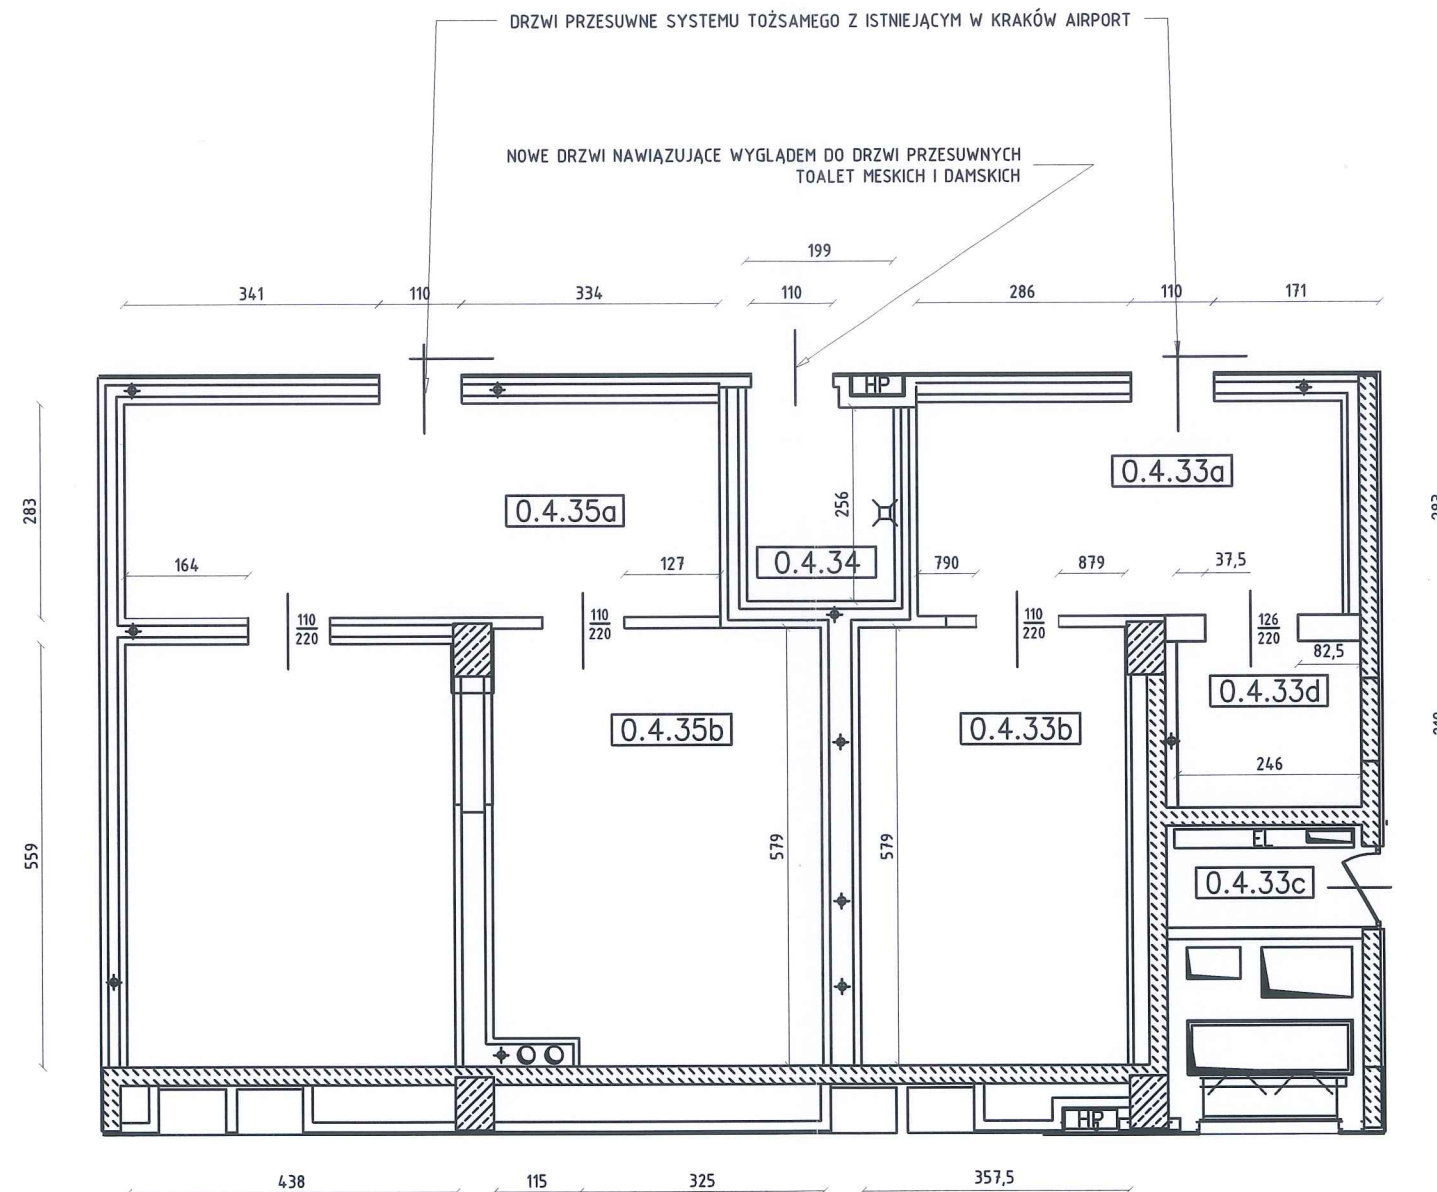 DRZWI PRZESUWNE SYSTEMU TOŻSAMEGO Z ISTNIEJĄCYM W KRAKÓW AIRPORT
NOWE DRZWI NAWIĄZUJĄCE WYGLĄDEM DO DRZWI PRZESUWNYCH
TOALET MESKICH I DAMSKICH
199
341 110 334 110 286 110 171
HP
0.4.33a
283
0.4.35a
256
0.4.34
164 127 790 879 37,5
110
220
110
220
110
220
126
220
82,5
0.4.33d
0.4.35b
0.4.33b
246
559
579
579
EL
0.4.33c
HP
438 115 325 357,5